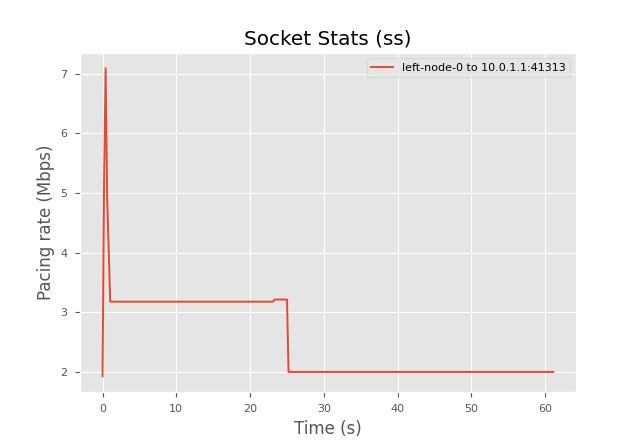 Socket Stats (ss)
left-node-0 to 10.0.1.1:41313
Pacing rate (Mbps)
7
6
5
4
3
2
0 10 20 30 40 50 60
Time (s)